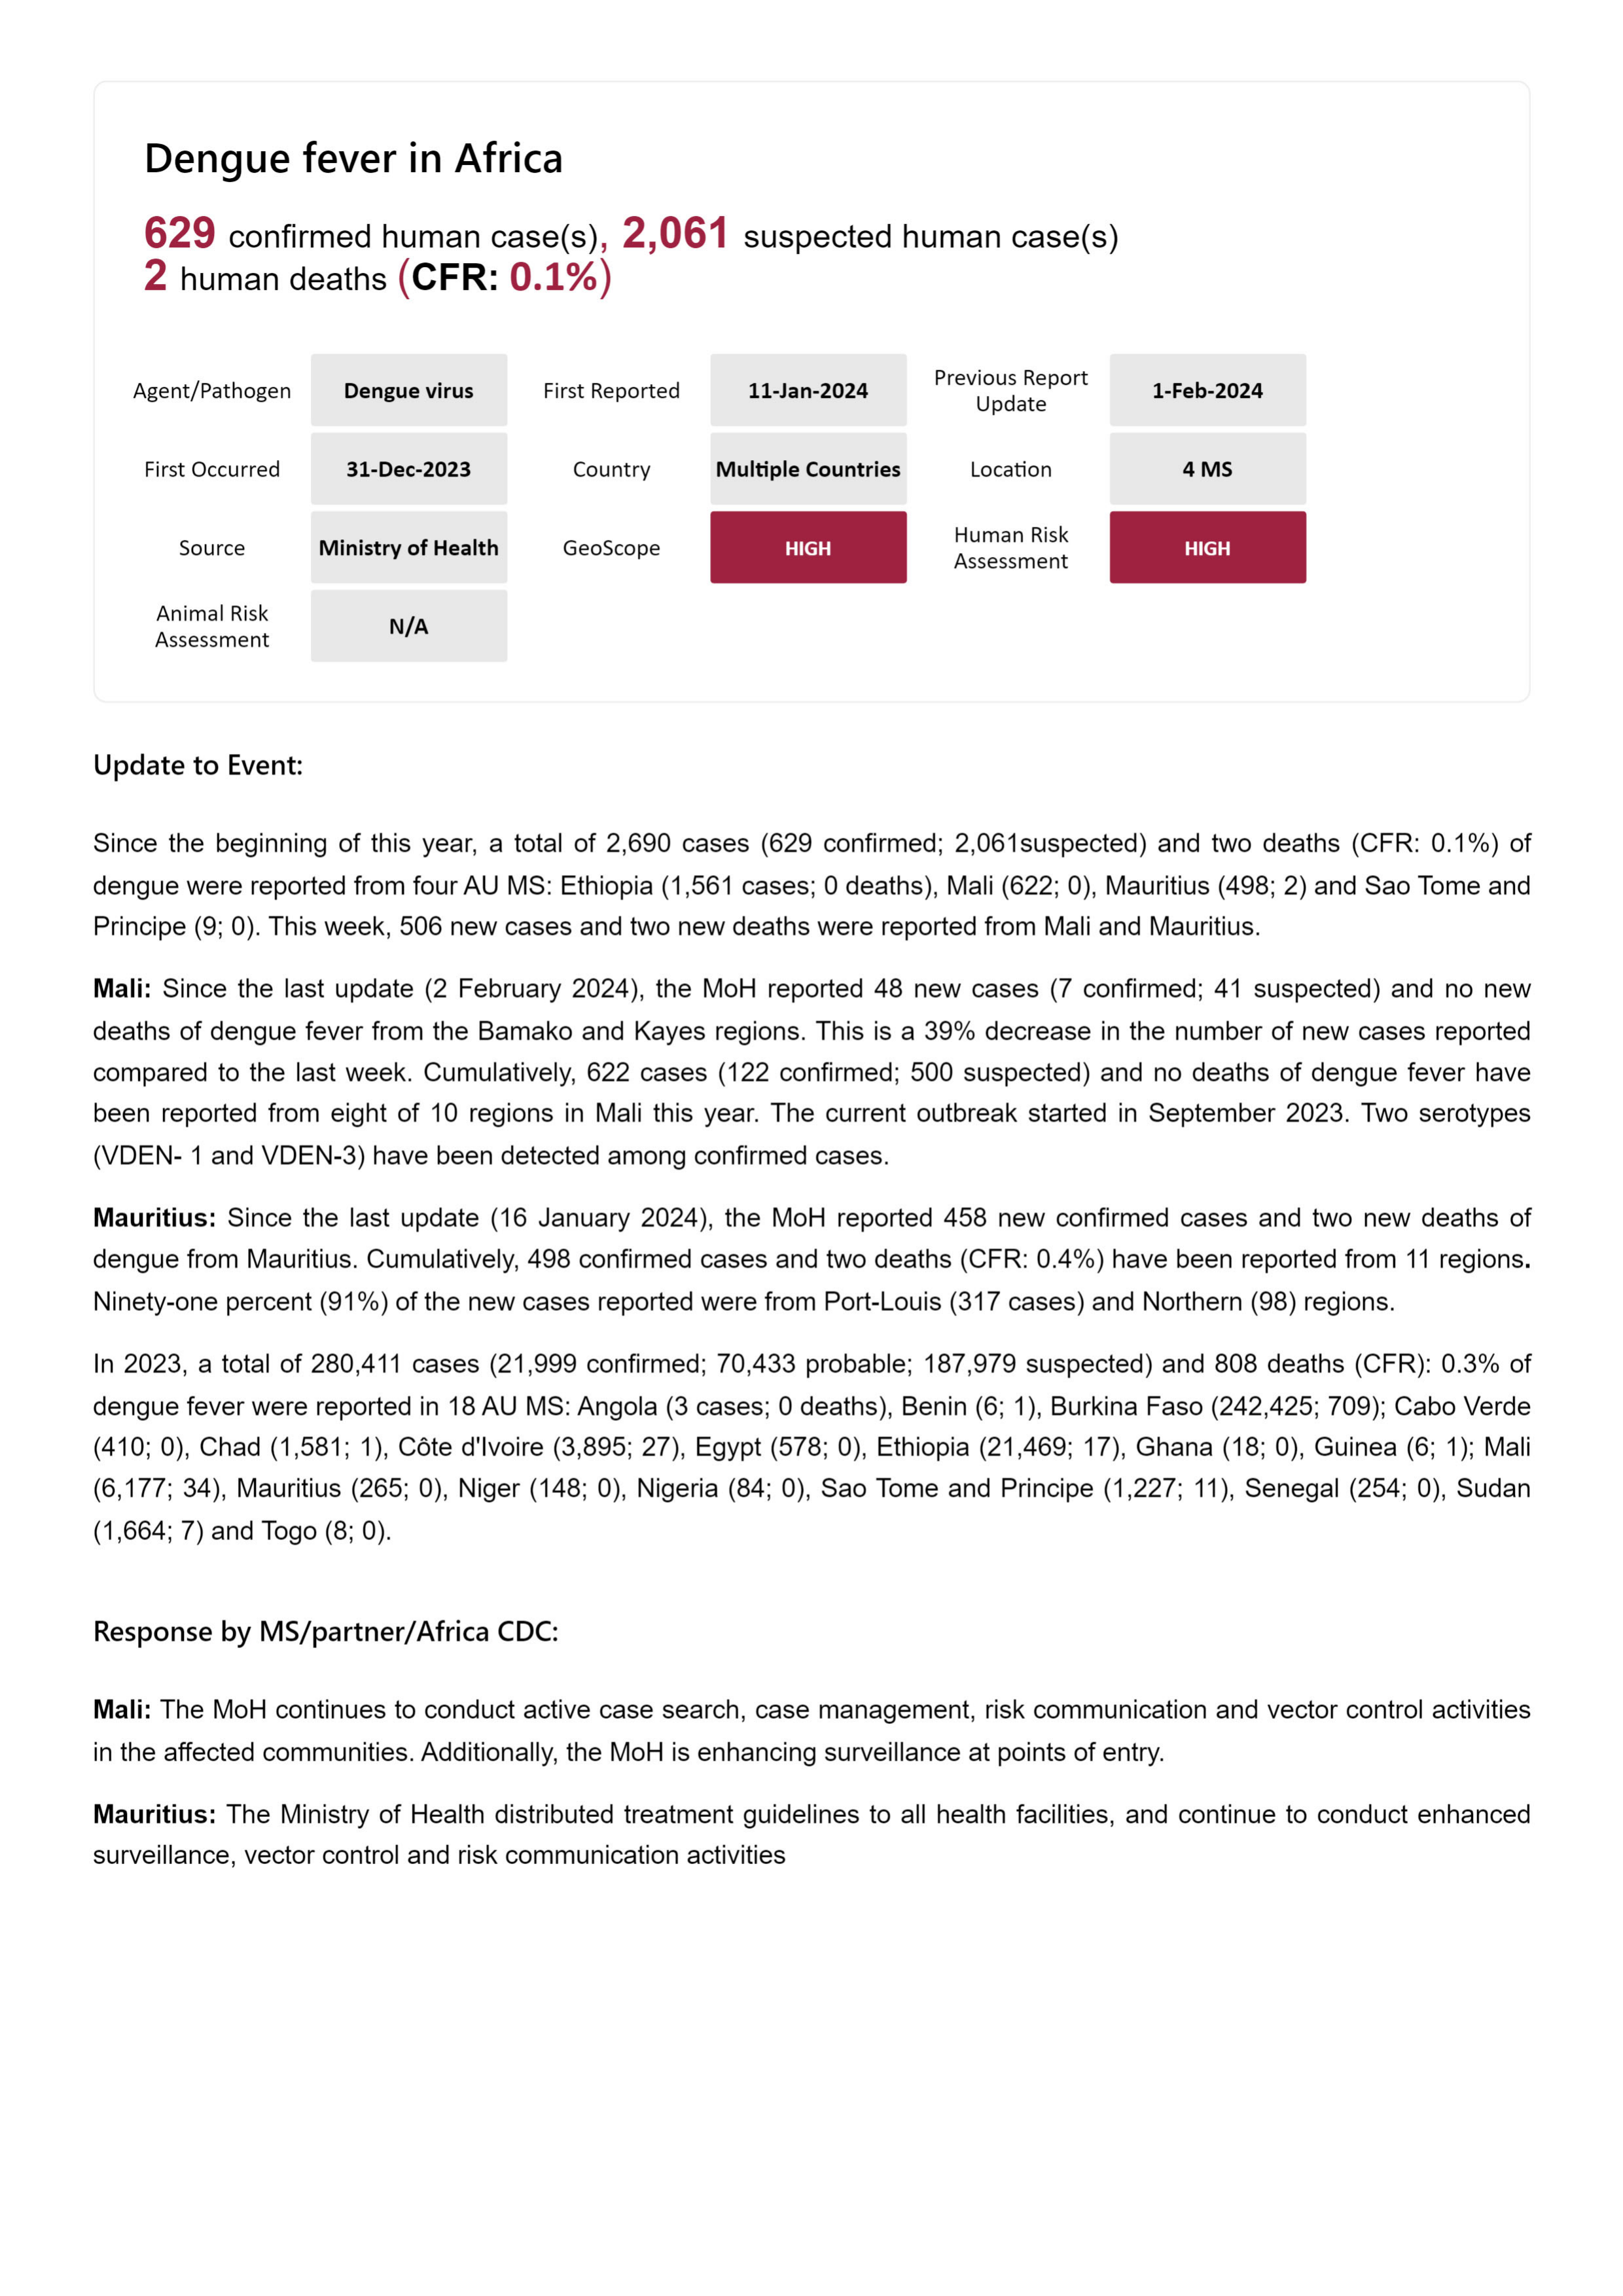 Dengue fever in Africa
629 confirmed human case(s), 2,061 suspected human case(s)
2 human deaths (CFR: 0.1%)
Agent/Pathogen Dengue virus First Reported 11-Jan-2024 Previous Report Update 1-Feb-2024
First Occurred 31-Dec-2023 Country Multiple Countries Location 4 MS
Source Ministry of Health GeoScope HIGH Human Risk Assessment HIGH
Animal Risk Assessment N/A
Update to Event:
Since the beginning of this year, a total of 2,690 cases (629 confirmed; 2,061suspected) and two deaths (CFR: 0.1%) of
dengue were reported from four AU MS: Ethiopia (1,561 cases; 0 deaths), Mali (622; 0), Mauritius (498; 2) and Sao Tome and
Principe (9; 0). This week, 506 new cases and two new deaths were reported from Mali and Mauritius.
Mali: Since the last update (2 February 2024), the MoH reported 48 new cases (7 confirmed; 41 suspected) and no new
deaths of dengue fever from the Bamako and Kayes regions. This is a 39% decrease in the number of new cases reported
compared to the last week. Cumulatively, 622 cases (122 confirmed; 500 suspected) and no deaths of dengue fever have
been reported from eight of 10 regions in Mali this year. The current outbreak started in September 2023. Two serotypes
(VDEN- 1 and VDEN-3) have been detected among confirmed cases.
Mauritius: Since the last update (16 January 2024), the MoH reported 458 new confirmed cases and two new deaths of
dengue from Mauritius. Cumulatively, 498 confirmed cases and two deaths (CFR: 0.4%) have been reported from 11 regions.
Ninety-one percent (91%) of the new cases reported were from Port-Louis (317 cases) and Northern (98) regions.
In 2023, a total of 280,411 cases (21,999 confirmed; 70,433 probable; 187,979 suspected) and 808 deaths (CFR): 0.3% of
dengue fever were reported in 18 AU MS: Angola (3 cases; 0 deaths), Benin (6; 1), Burkina Faso (242,425; 709); Cabo Verde
(410; 0), Chad (1,581; 1), Côte d'Ivoire (3,895; 27), Egypt (578; 0), Ethiopia (21,469; 17), Ghana (18; 0), Guinea (6; 1); Mali
(6,177; 34), Mauritius (265; 0), Niger (148; 0), Nigeria (84; 0), Sao Tome and Principe (1,227; 11), Senegal (254; 0), Sudan
(1,664; 7) and Togo (8; 0).
Response by MS/partner/Africa CDC:
Mali: The MoH continues to conduct active case search, case management, risk communication and vector control activities
in the affected communities. Additionally, the MoH is enhancing surveillance at points of entry.
Mauritius: The Ministry of Health distributed treatment guidelines to all health facilities, and continue to conduct enhanced
surveillance, vector control and risk communication activities